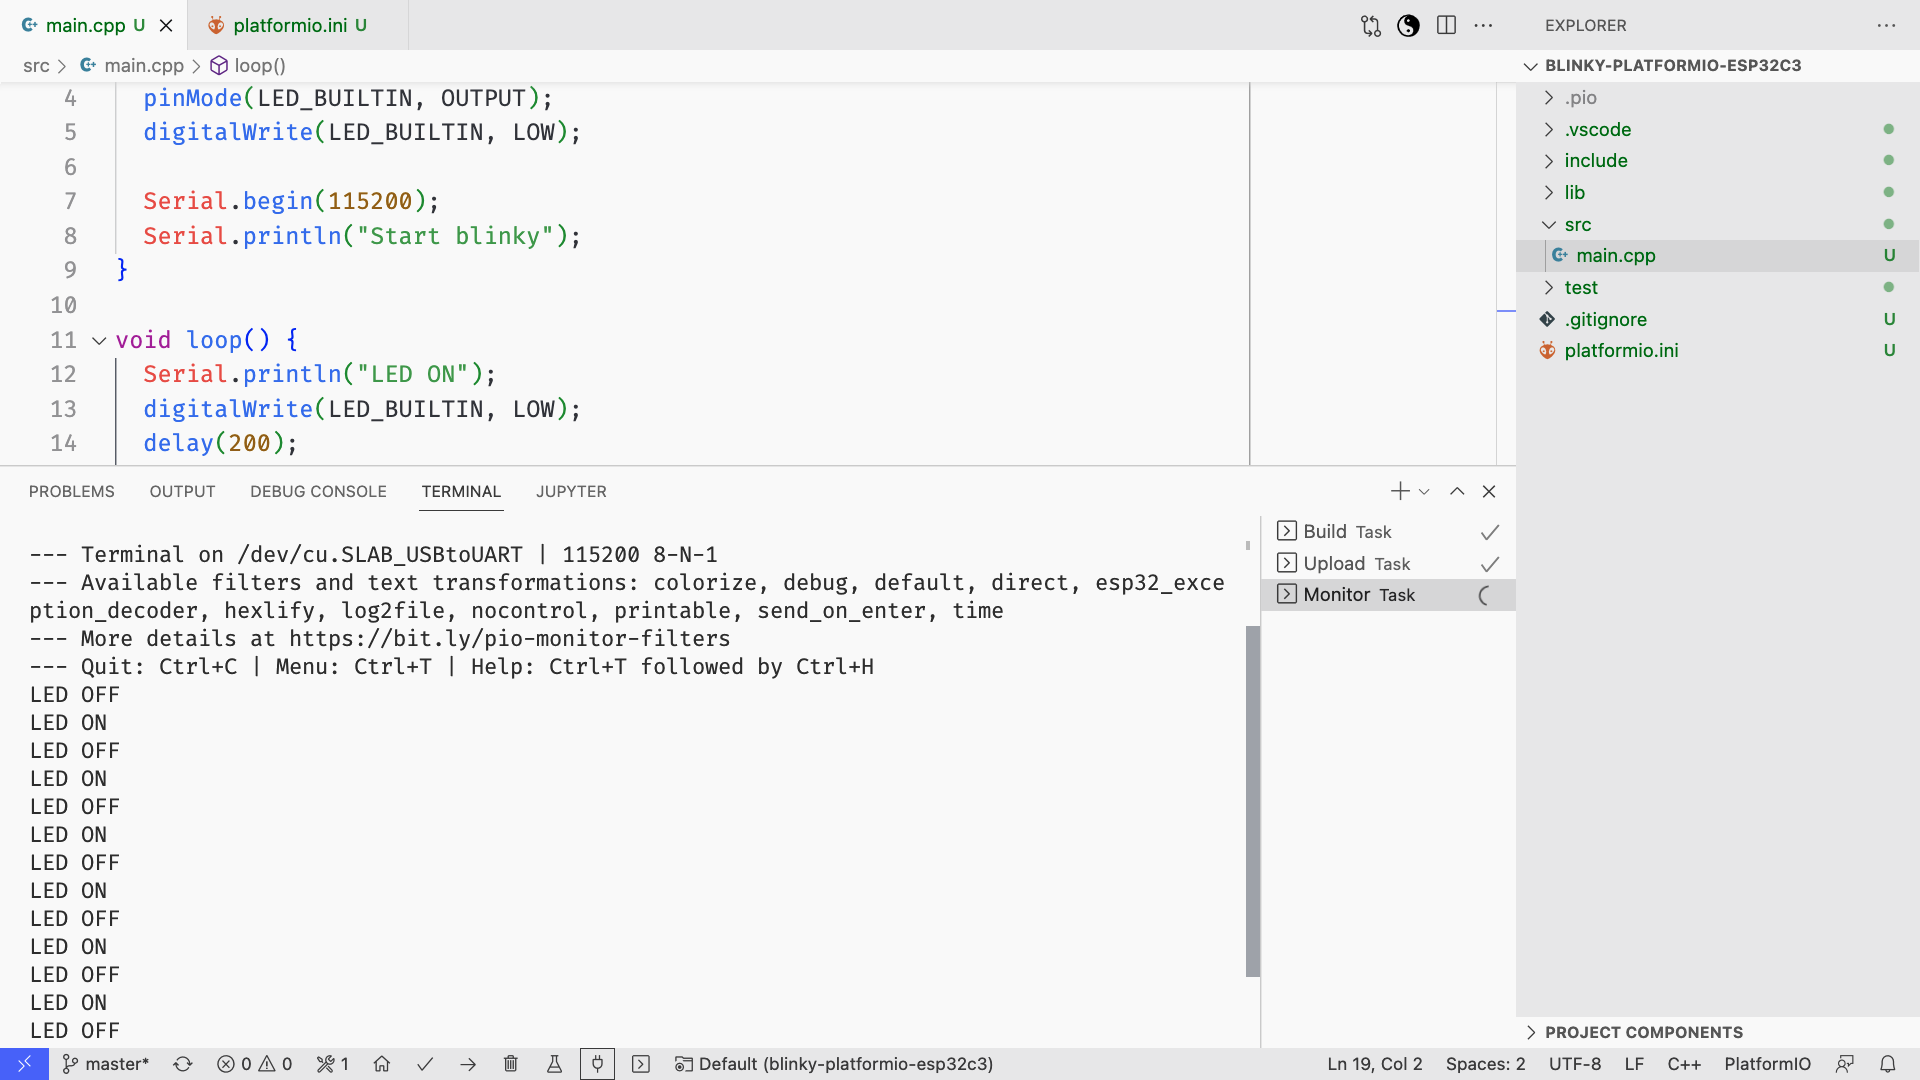 main.cpp U
platformio.ini U
EXPLORER
src
main.cpp
loop()
BLINKY-PLATFORMIO-ESP32C3
4 pinMode(LED_BUILTIN, OUTPUT);
5 digitalWrite(LED_BUILTIN, LOW);
6
7 Serial.begin(115200);
8 Serial.println("Start blinky");
9 }
10
11 void loop() {
12 Serial.println("LED ON");
13 digitalWrite(LED_BUILTIN, LOW);
14 delay(200);
.pio
.vscode
include
lib
src
main.cpp U
test
.gitignore U
platformio.ini U
PROBLEMS OUTPUT DEBUG CONSOLE TERMINAL JUPYTER
--- Terminal on /dev/cu.SLAB_USBtoUART | 115200 8-N-1
--- Available filters and text transformations: colorize, debug, default, direct, esp32_exce
ption_decoder, hexlify, log2file, nocontrol, printable, send_on_enter, time
--- More details at https://bit.ly/pio-monitor-filters
--- Quit: Ctrl+C | Menu: Ctrl+T | Help: Ctrl+T followed by Ctrl+H
LED OFF
LED ON
LED OFF
LED ON
LED OFF
LED ON
LED OFF
LED ON
LED OFF
LED ON
LED OFF
LED ON
LED OFF
Build Task
Upload Task
Monitor Task
PROJECT COMPONENTS
master* 0 0 1 Default (blinky-platformio-esp32c3) Ln 19, Col 2 Spaces: 2 UTF-8 LF C++ PlatformIO